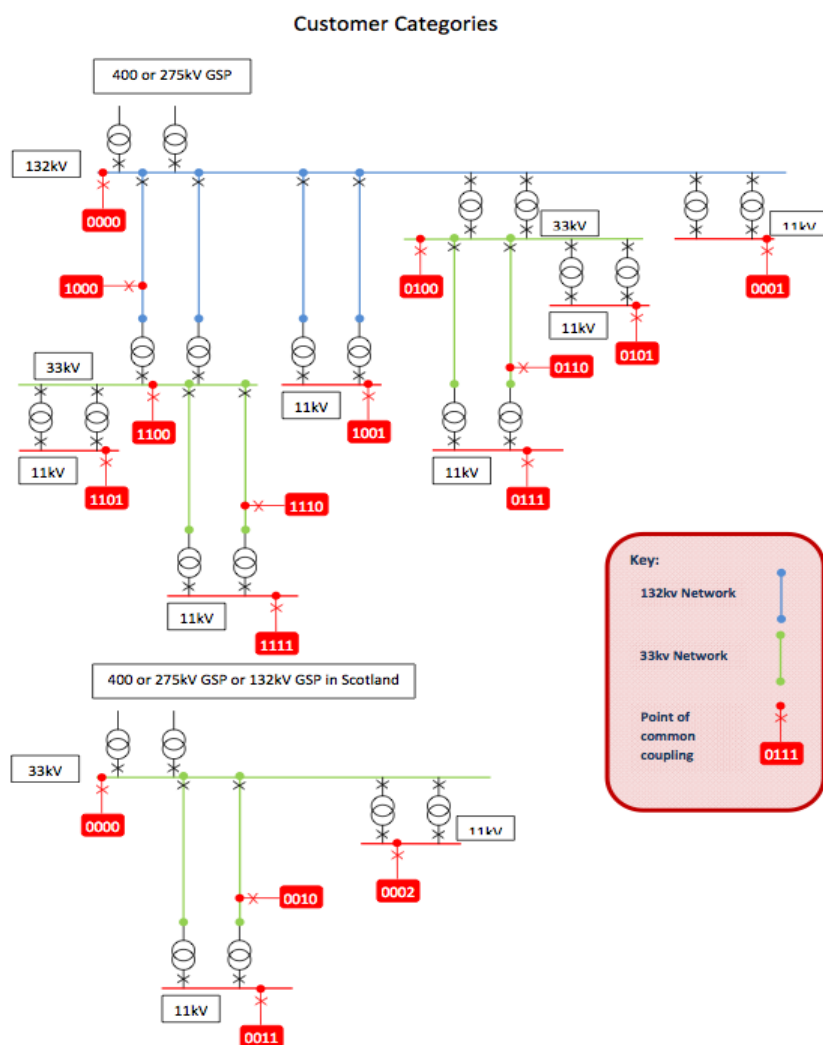 Customer Categories
400 or 275kV GSP
132kV
0000
33kV
11kV
0100
0001
1000
11kV
0101
33kV
0110
11kV
1100
1001
11kV
11kV
1101
0111
1110
Key:
132kv Network
11kV
1111
33kv Network
400 or 275kV GSP or 132kV GSP in Scotland
Point of
common
coupling
0111
33kV
0000
11kV
0002
0010
11kV
0011